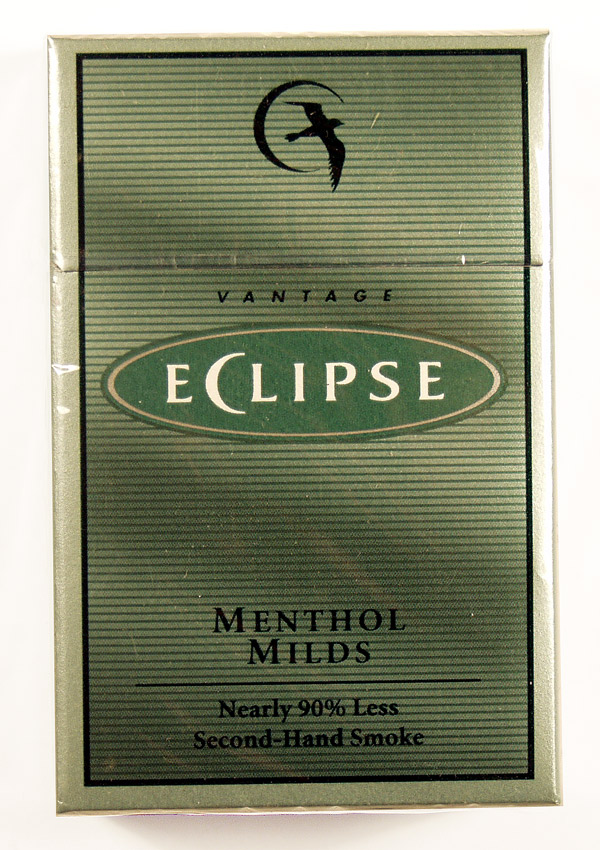 VANTAGE
ECLIPSE
MENTHOL
MILDS
Nearly 90% Less
Second-Hand Smoke